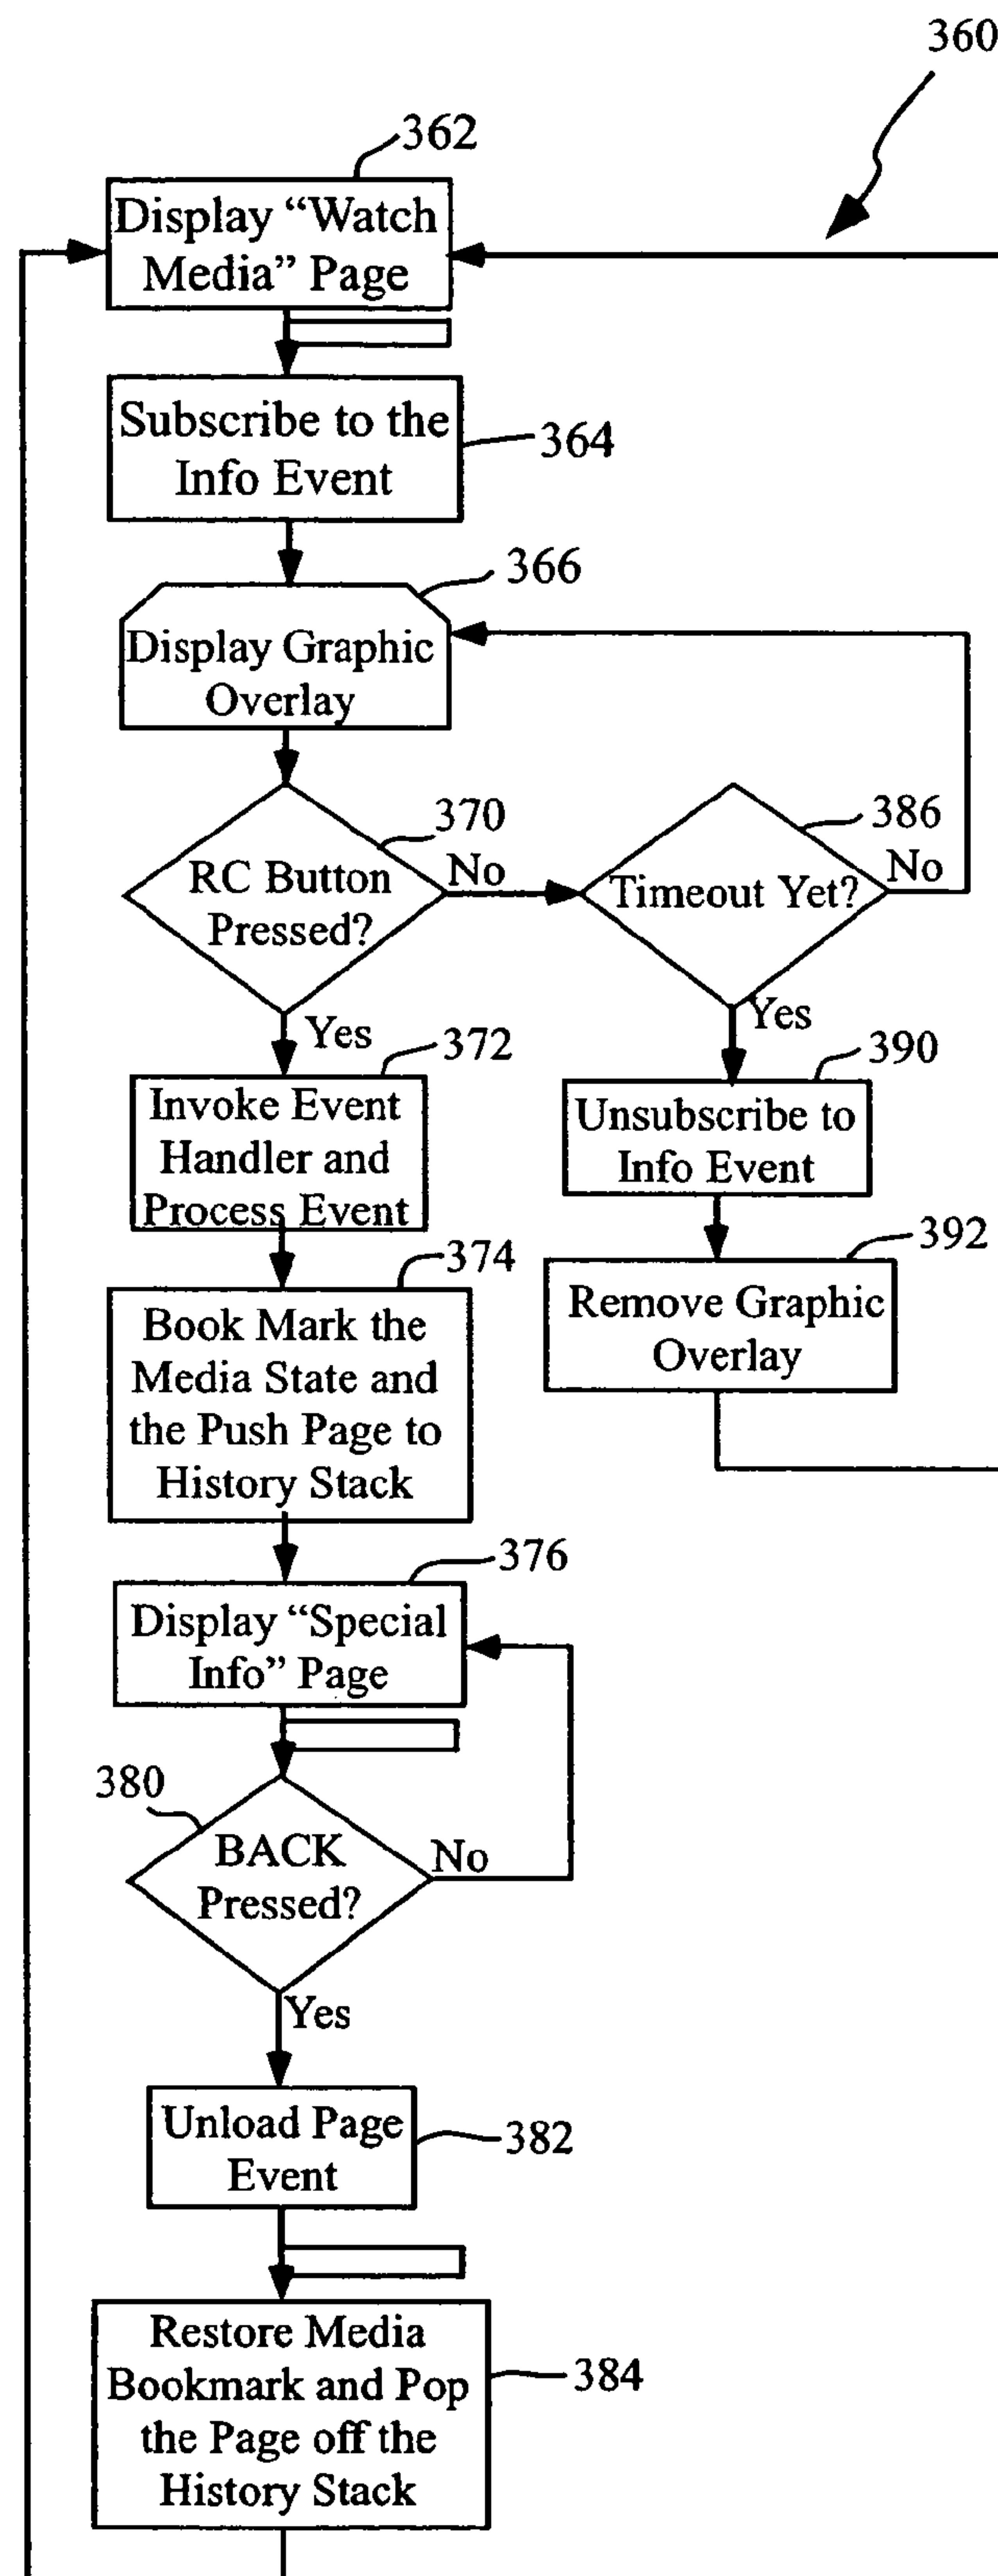 360
362
Display “Watch
Media” Page
Subscribe to the
Info Event
364
366
Display Graphic
Overlay
370
RC Button
Pressed?
No
386
Timeout Yet?
No
Yes
Yes
372
Invoke Event
Handler and
Process Event
390
Unsubscribe to
Info Event
374
Book Mark the
Media State and
the Push Page to
History Stack
392
Remove Graphic
Overlay
376
Display “Special
Info” Page
380
BACK
Pressed?
No
Yes
Unload Page
Event
382
Restore Media
Bookmark and Pop
the Page off the
History Stack
384